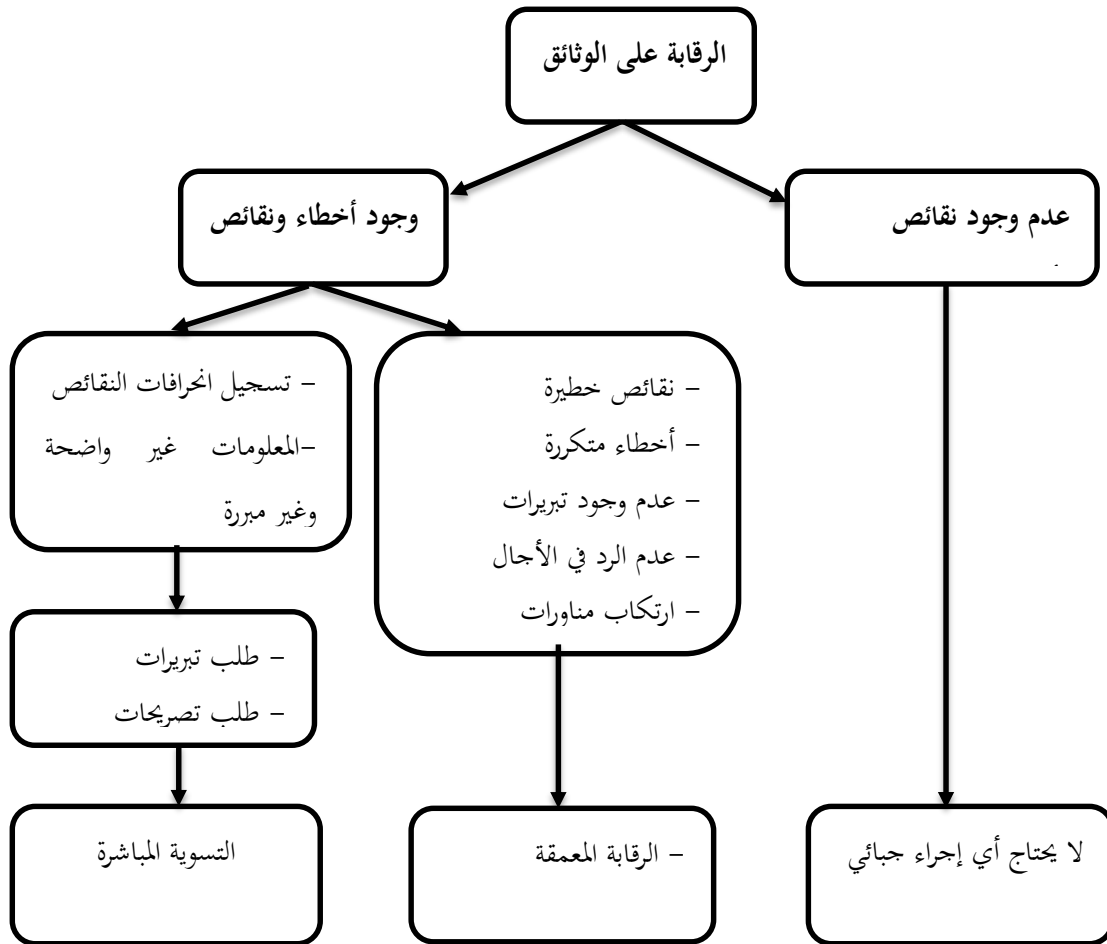 الرقابة على الوثائق
عدم وجود نقائص
وجود أخطاء ونقائص
– نقائص خطيرة
– أخطاء متكررة
– عدم وجود تبريرات
– عدم الرد في الأجال
– ارتكاب مناورات
– تسجيل انحرافات النقائص
–المعلومات غير واضحة
وغير مبررة
– طلب تبريرات
– طلب تصريحات
لا يحتاج أي إجراء جبائي
– الرقابة المعمقة
التسوية المباشرة